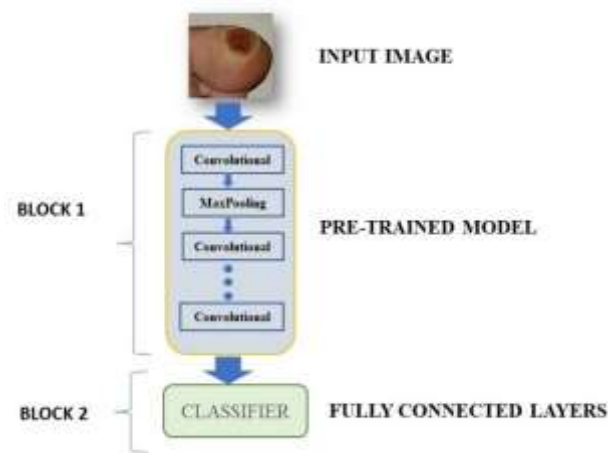 INPUT IMAGE
Convolutional
MaxPooling
BLOCK 1
PRE-TRAINED MODEL
Convolutional
Convolutional
BLOCK 2
CLASSIFIER
FULLY CONNECTED LAYERS